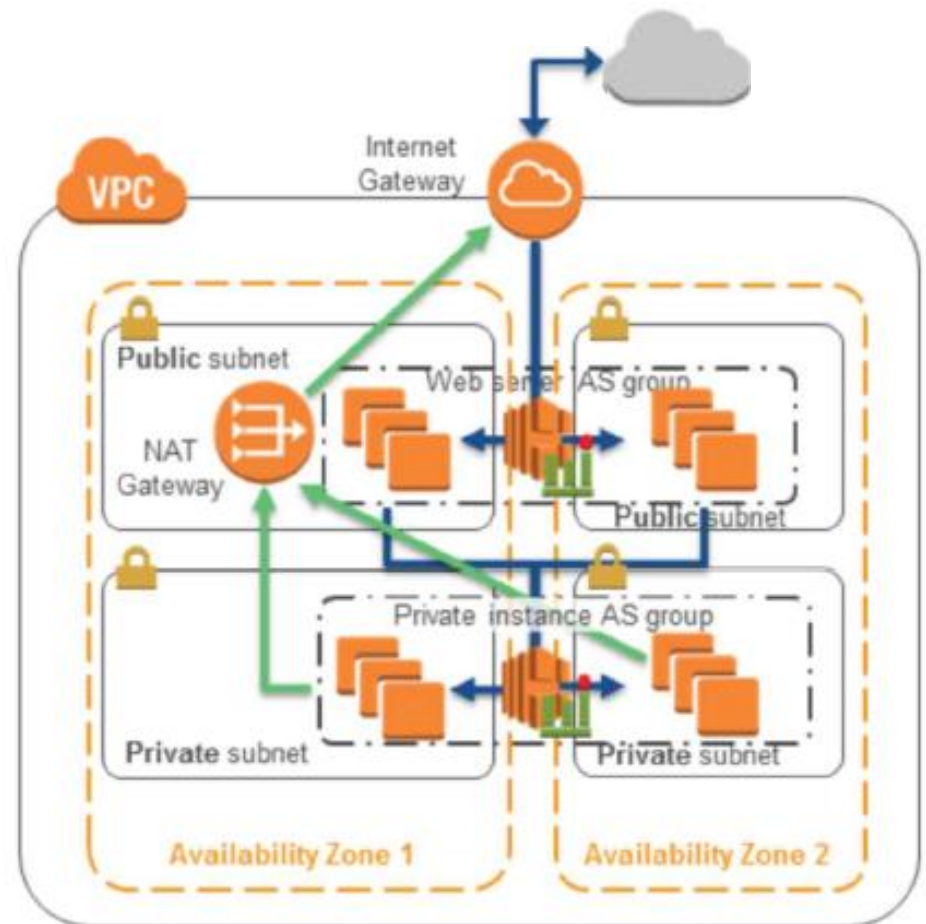 Internet
Gateway
VPC
Public subnet
Web server AS group
NAT
Gateway
Public subnet
Private instance AS group
Private subnet
Private subnet
Availability Zone 1
Availability Zone 2